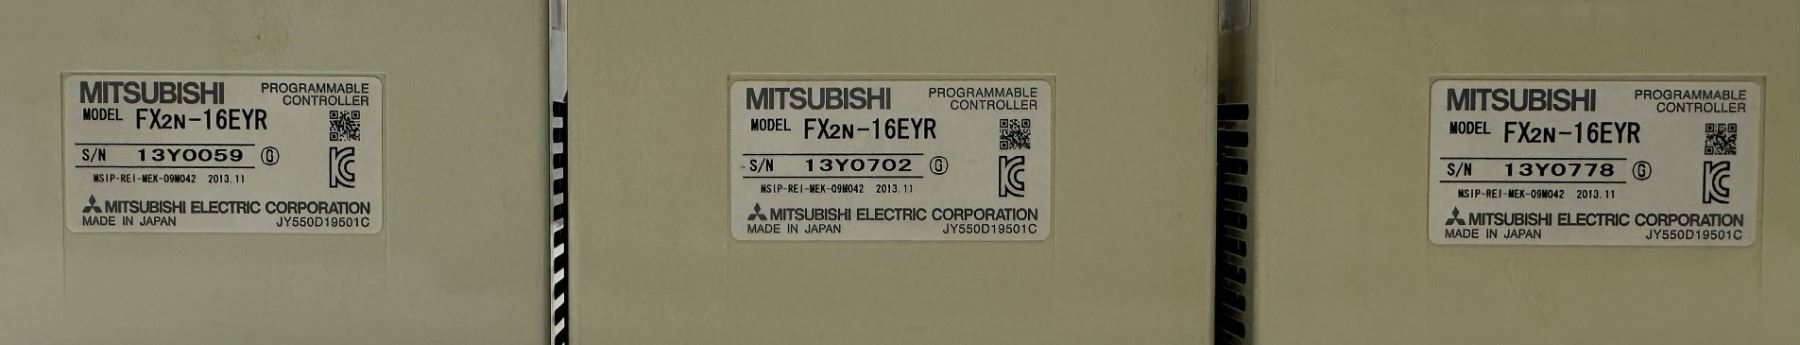 MITSUBISHI PROGRAMMABLE CONTROLLER
MODEL FX2N-16EYR
S/N 13Y0059 G
MSIP-REI-MEK-09M042 2013.11
MITSUBISHI ELECTRIC CORPORATION
MADE IN JAPAN JY550D19501C
MITSUBISHI PROGRAMMABLE CONTROLLER
MODEL FX2N-16EYR
S/N 13Y0702 G
MSIP-REI-MEK-09M042 2013.11
MITSUBISHI ELECTRIC CORPORATION
MADE IN JAPAN JY550D19501C
MITSUBISHI PROGRAMMABLE CONTROLLER
MODEL FX2N-16EYR
S/N 13Y0778 G
MSIP-REI-MEK-09M042 2013.11
MITSUBISHI ELECTRIC CORPORATION
MADE IN JAPAN JY550D19501C